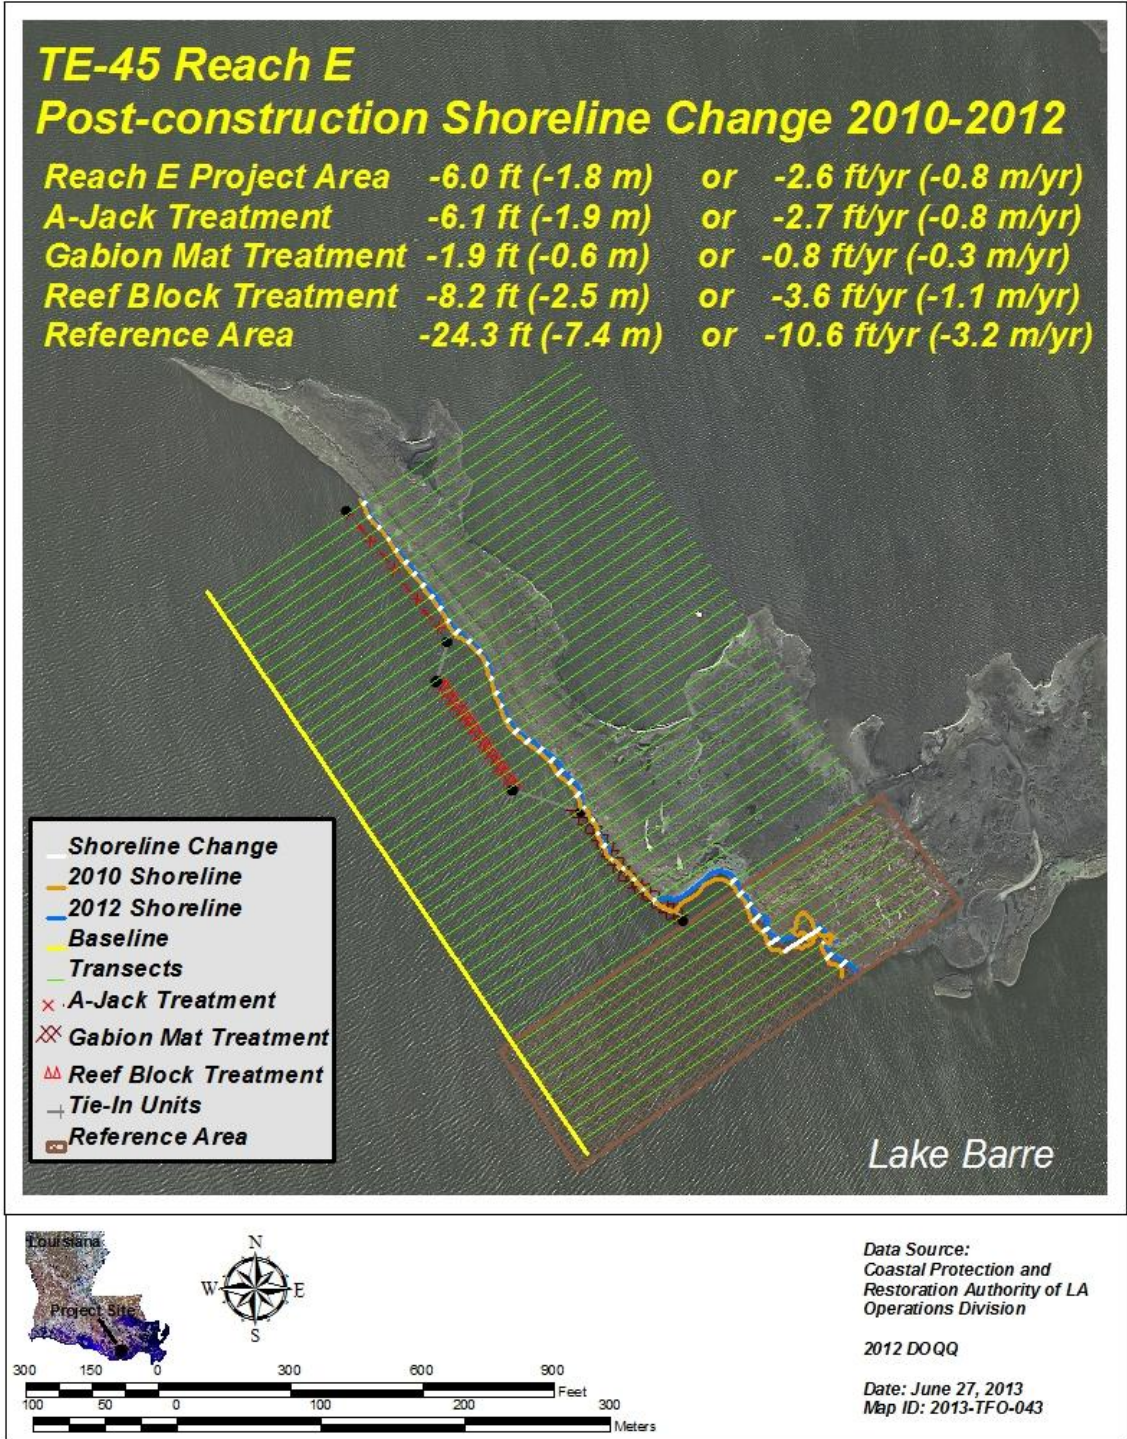 TE-45 Reach E
Post-construction Shoreline Change 2010-2012
Reach E Project Area -6.0 ft (-1.8 m) or -2.6 ft/yr (-0.8 m/yr)
A-Jack Treatment -6.1 ft (-1.9 m) or -2.7 ft/yr (-0.8 m/yr)
Gabion Mat Treatment -1.9 ft (-0.6 m) or -0.8 ft/yr (-0.3 m/yr)
Reef Block Treatment -8.2 ft (-2.5 m) or -3.6 ft/yr (-1.1 m/yr)
Reference Area -24.3 ft (-7.4 m) or -10.6 ft/yr (-3.2 m/yr)
Shoreline Change
2010 Shoreline
2012 Shoreline
Baseline
Transects
A-Jack Treatment
Gabion Mat Treatment
Reef Block Treatment
Tie-In Units
Reference Area
Lake Barre
Louisiana
Project Site
N
W E
S
300 150 0 300 600 900
Feet
100 50 0 100 200 300
Meters
Data Source:
Coastal Protection and
Restoration Authority of LA
Operations Division
2012 DOQQ
Date: June 27, 2013
Map ID: 2013-TFO-043